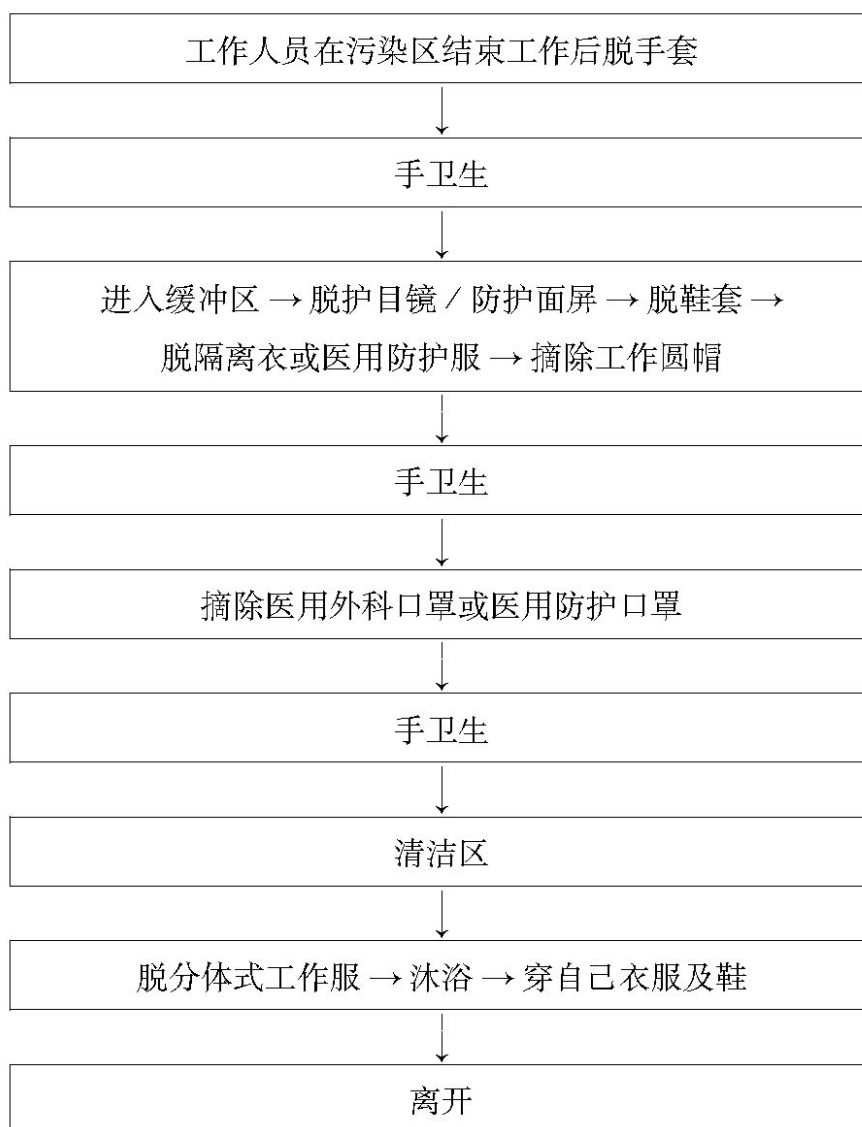 工作人员在污染区结束工作后脱手套
手卫生
进入缓冲区 → 脱护目镜 / 防护面屏 → 脱鞋套 →
脱隔离衣或医用防护服 → 摘除工作圆帽
手卫生
摘除医用外科口罩或医用防护口罩
手卫生
清洁区
脱分体式工作服 → 沐浴 → 穿自己衣服及鞋
离开